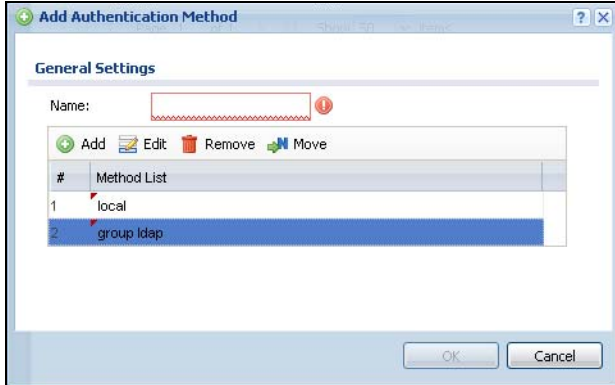 Add Authentication Method
General Settings
Name:
Add Edit Remove Move
# Method List
1 local
2 group ldap
OK Cancel